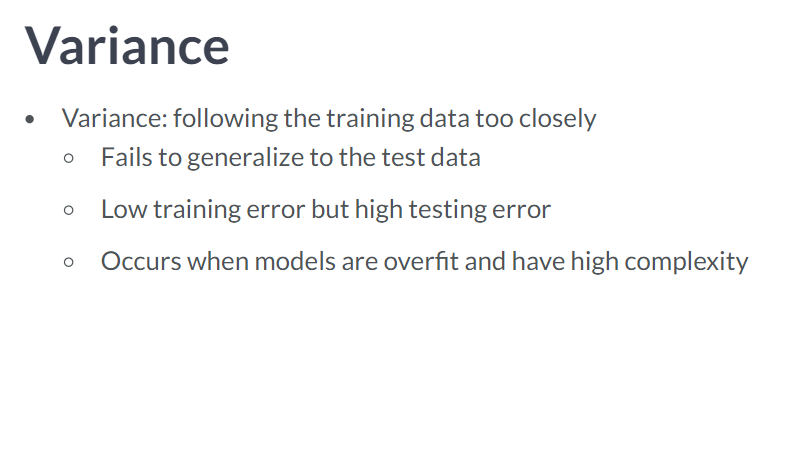 Variance
• Variance: following the training data too closely
○ Fails to generalize to the test data
○ Low training error but high testing error
○ Occurs when models are overfit and have high complexity